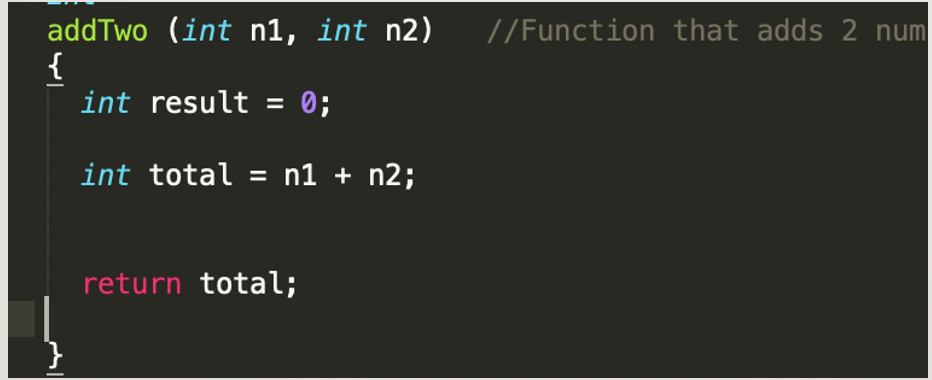 addTwo (int n1, int n2)   //Function that adds 2 num
{
  int result = 0;
  int total = n1 + n2;
  return total;
}